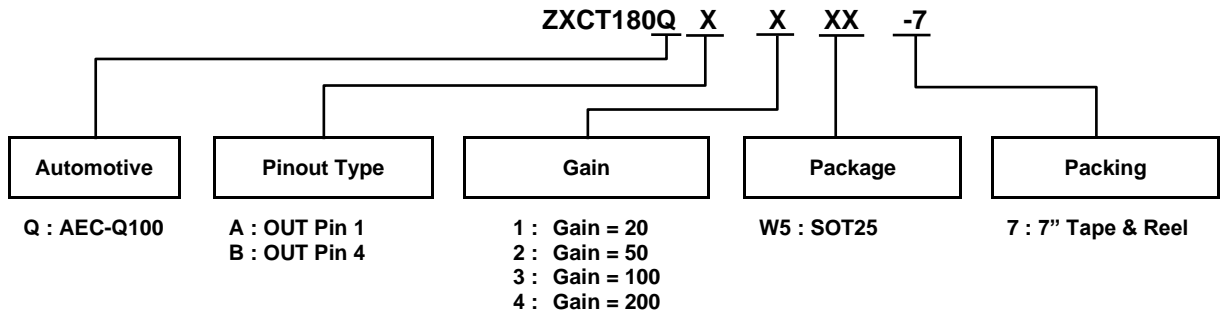 ZXCT180Q X X XX -7
Automotive Pinout Type Gain Package Packing
Q : AEC-Q100 A : OUT Pin 1 1 : Gain = 20 W5 : SOT25 7 : 7” Tape & Reel
B : OUT Pin 4 2 : Gain = 50
3 : Gain = 100
4 : Gain = 200